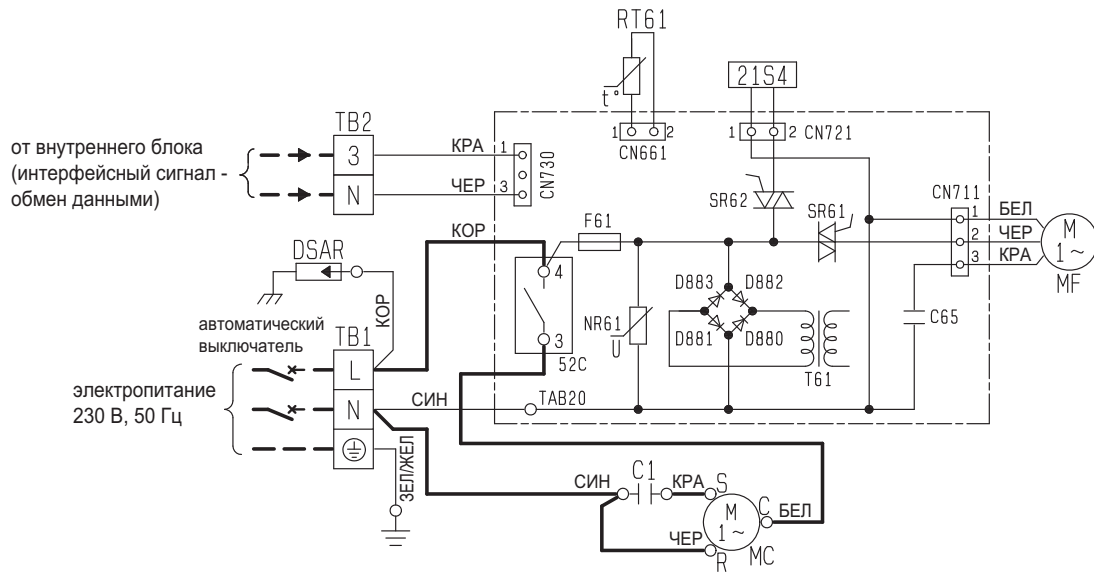 RT61
t°
1 2
CN661
21S4
1 2 CN721
TB2
от внутреннего блока
(интерфейсный сигнал -
обмен данными)
3
N
КРА
ЧЕР
1
3
CN730
SR62
SR61
CN711
1
2
3
БЕЛ
ЧЕР
КРА
M
1~
MF
КОР
F61
DSAR
КОР
4
3
52C
NR61
U
D883 D882
D881 D880
T61
C65
автоматический
выключатель
TB1
L
N
электропитание
230 В, 50 Гц
СИН
TAB20
ЗЕЛ/ЖЕЛ
СИН
C1
КРА
S
C
БЕЛ
M
1~
ЧЕР
R
MC